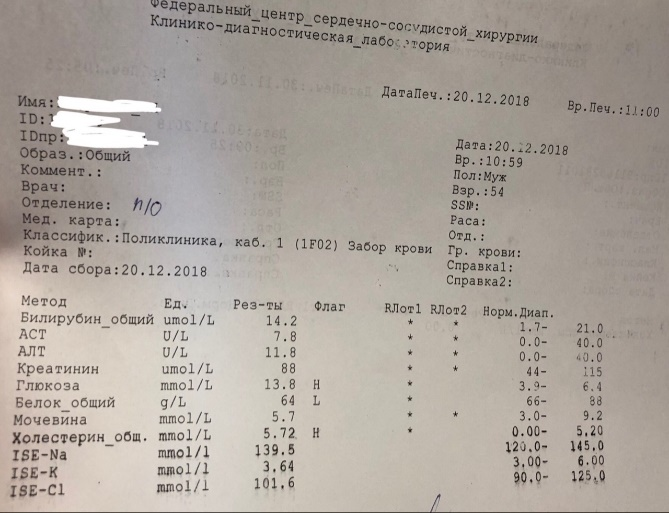 Федеральный_центр_сердечно-сосудистой_хирургии
Клинико-диагностическая_лаборатория
ДатаПеч.:20.12.2018 Вр.Печ.:11:00
Имя:
ID:
IDпр:
Образ.:Общий
Коммент.:
Врач:
Отделение: п/о
Мед. карта:
Классифик.:Поликлиника, каб. 1 (1F02) Забор крови
Койка №:
Дата сбора:20.12.2018
Дата:20.12.2018
Вр.:10:59
Пол:Муж
Взр.:54
SS№:
Раса:
Отд.:
Гр. крови:
Справка1:
Справка2:
Метод Ед. Рез-ты Флаг RЛот1 RЛот2 Норм.Диап.
Билирубин_общий umol/L 14.2 * * 1.7- 21.0
АСТ U/L 7.8 * * 0.0- 40.0
АЛТ U/L 11.8 * * 0.0- 40.0
Креатинин umol/L 88 * * 44- 115
Глюкоза mmol/L 13.8 H * 3.9- 6.4
Белок_общий g/L 64 L * 66- 88
Мочевина mmol/L 5.7 * * 3.0- 9.2
Холестерин_общ. mmol/L 5.72 H * 0.00- 5.20
ISE-Na mmol/l 139.5 120.0- 145.0
ISE-K mmol/l 3.64 3.00- 6.00
ISE-Cl mmol/l 101.6 90.0- 125.0